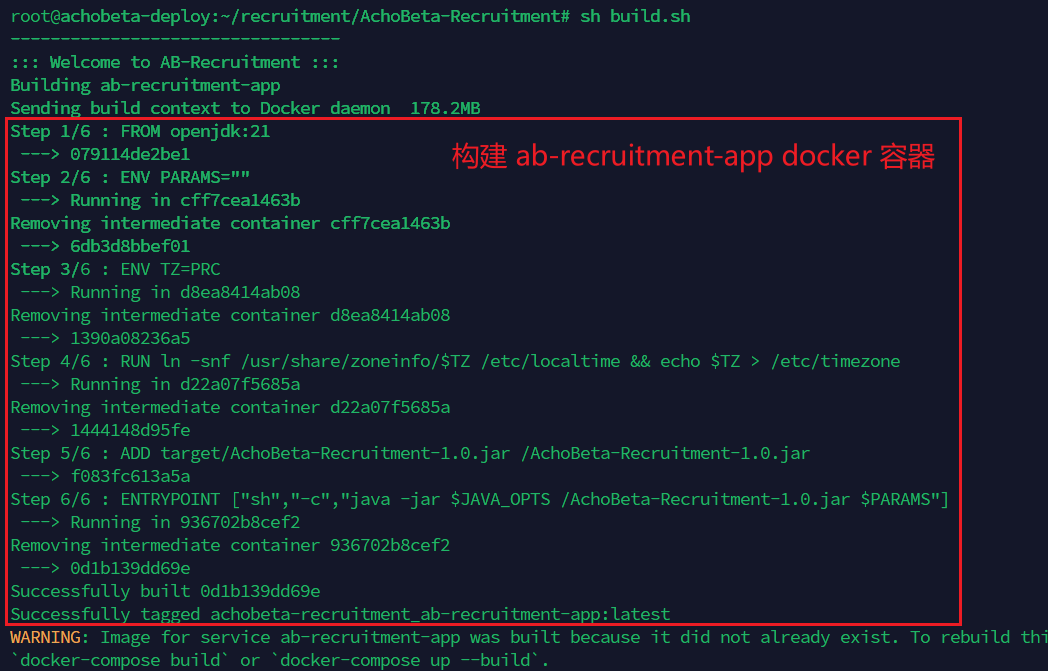 root@achobeta-deploy:~/recruitment/AchoBeta-Recruitment# sh build.sh
---------------------------------
::: Welcome to AB-Recruitment :::
Building ab-recruitment-app
Sending build context to Docker daemon  178.2MB
Step 1/6 : FROM openjdk:21
 ---> 079114de2be1
构建 ab-recruitment-app docker 容器
Step 2/6 : ENV PARAMS=""
 ---> Running in cff7cea1463b
Removing intermediate container cff7cea1463b
 ---> 6db3d8bbef01
Step 3/6 : ENV TZ=PRC
 ---> Running in d8ea8414ab08
Removing intermediate container d8ea8414ab08
 ---> 1390a08236a5
Step 4/6 : RUN ln -snf /usr/share/zoneinfo/$TZ /etc/localtime && echo $TZ > /etc/timezone
 ---> Running in d22a07f5685a
Removing intermediate container d22a07f5685a
 ---> 1444148d95fe
Step 5/6 : ADD target/AchoBeta-Recruitment-1.0.jar /AchoBeta-Recruitment-1.0.jar
 ---> f083fc613a5a
Step 6/6 : ENTRYPOINT ["sh","-c","java -jar $JAVA_OPTS /AchoBeta-Recruitment-1.0.jar $PARAMS"]
 ---> Running in 936702b8cef2
Removing intermediate container 936702b8cef2
 ---> 0d1b139dd69e
Successfully built 0d1b139dd69e
Successfully tagged achobeta-recruitment_ab-recruitment-app:latest
WARNING: Image for service ab-recruitment-app was built because it did not already exist. To rebuild thi
`docker-compose build` or `docker-compose up --build`.